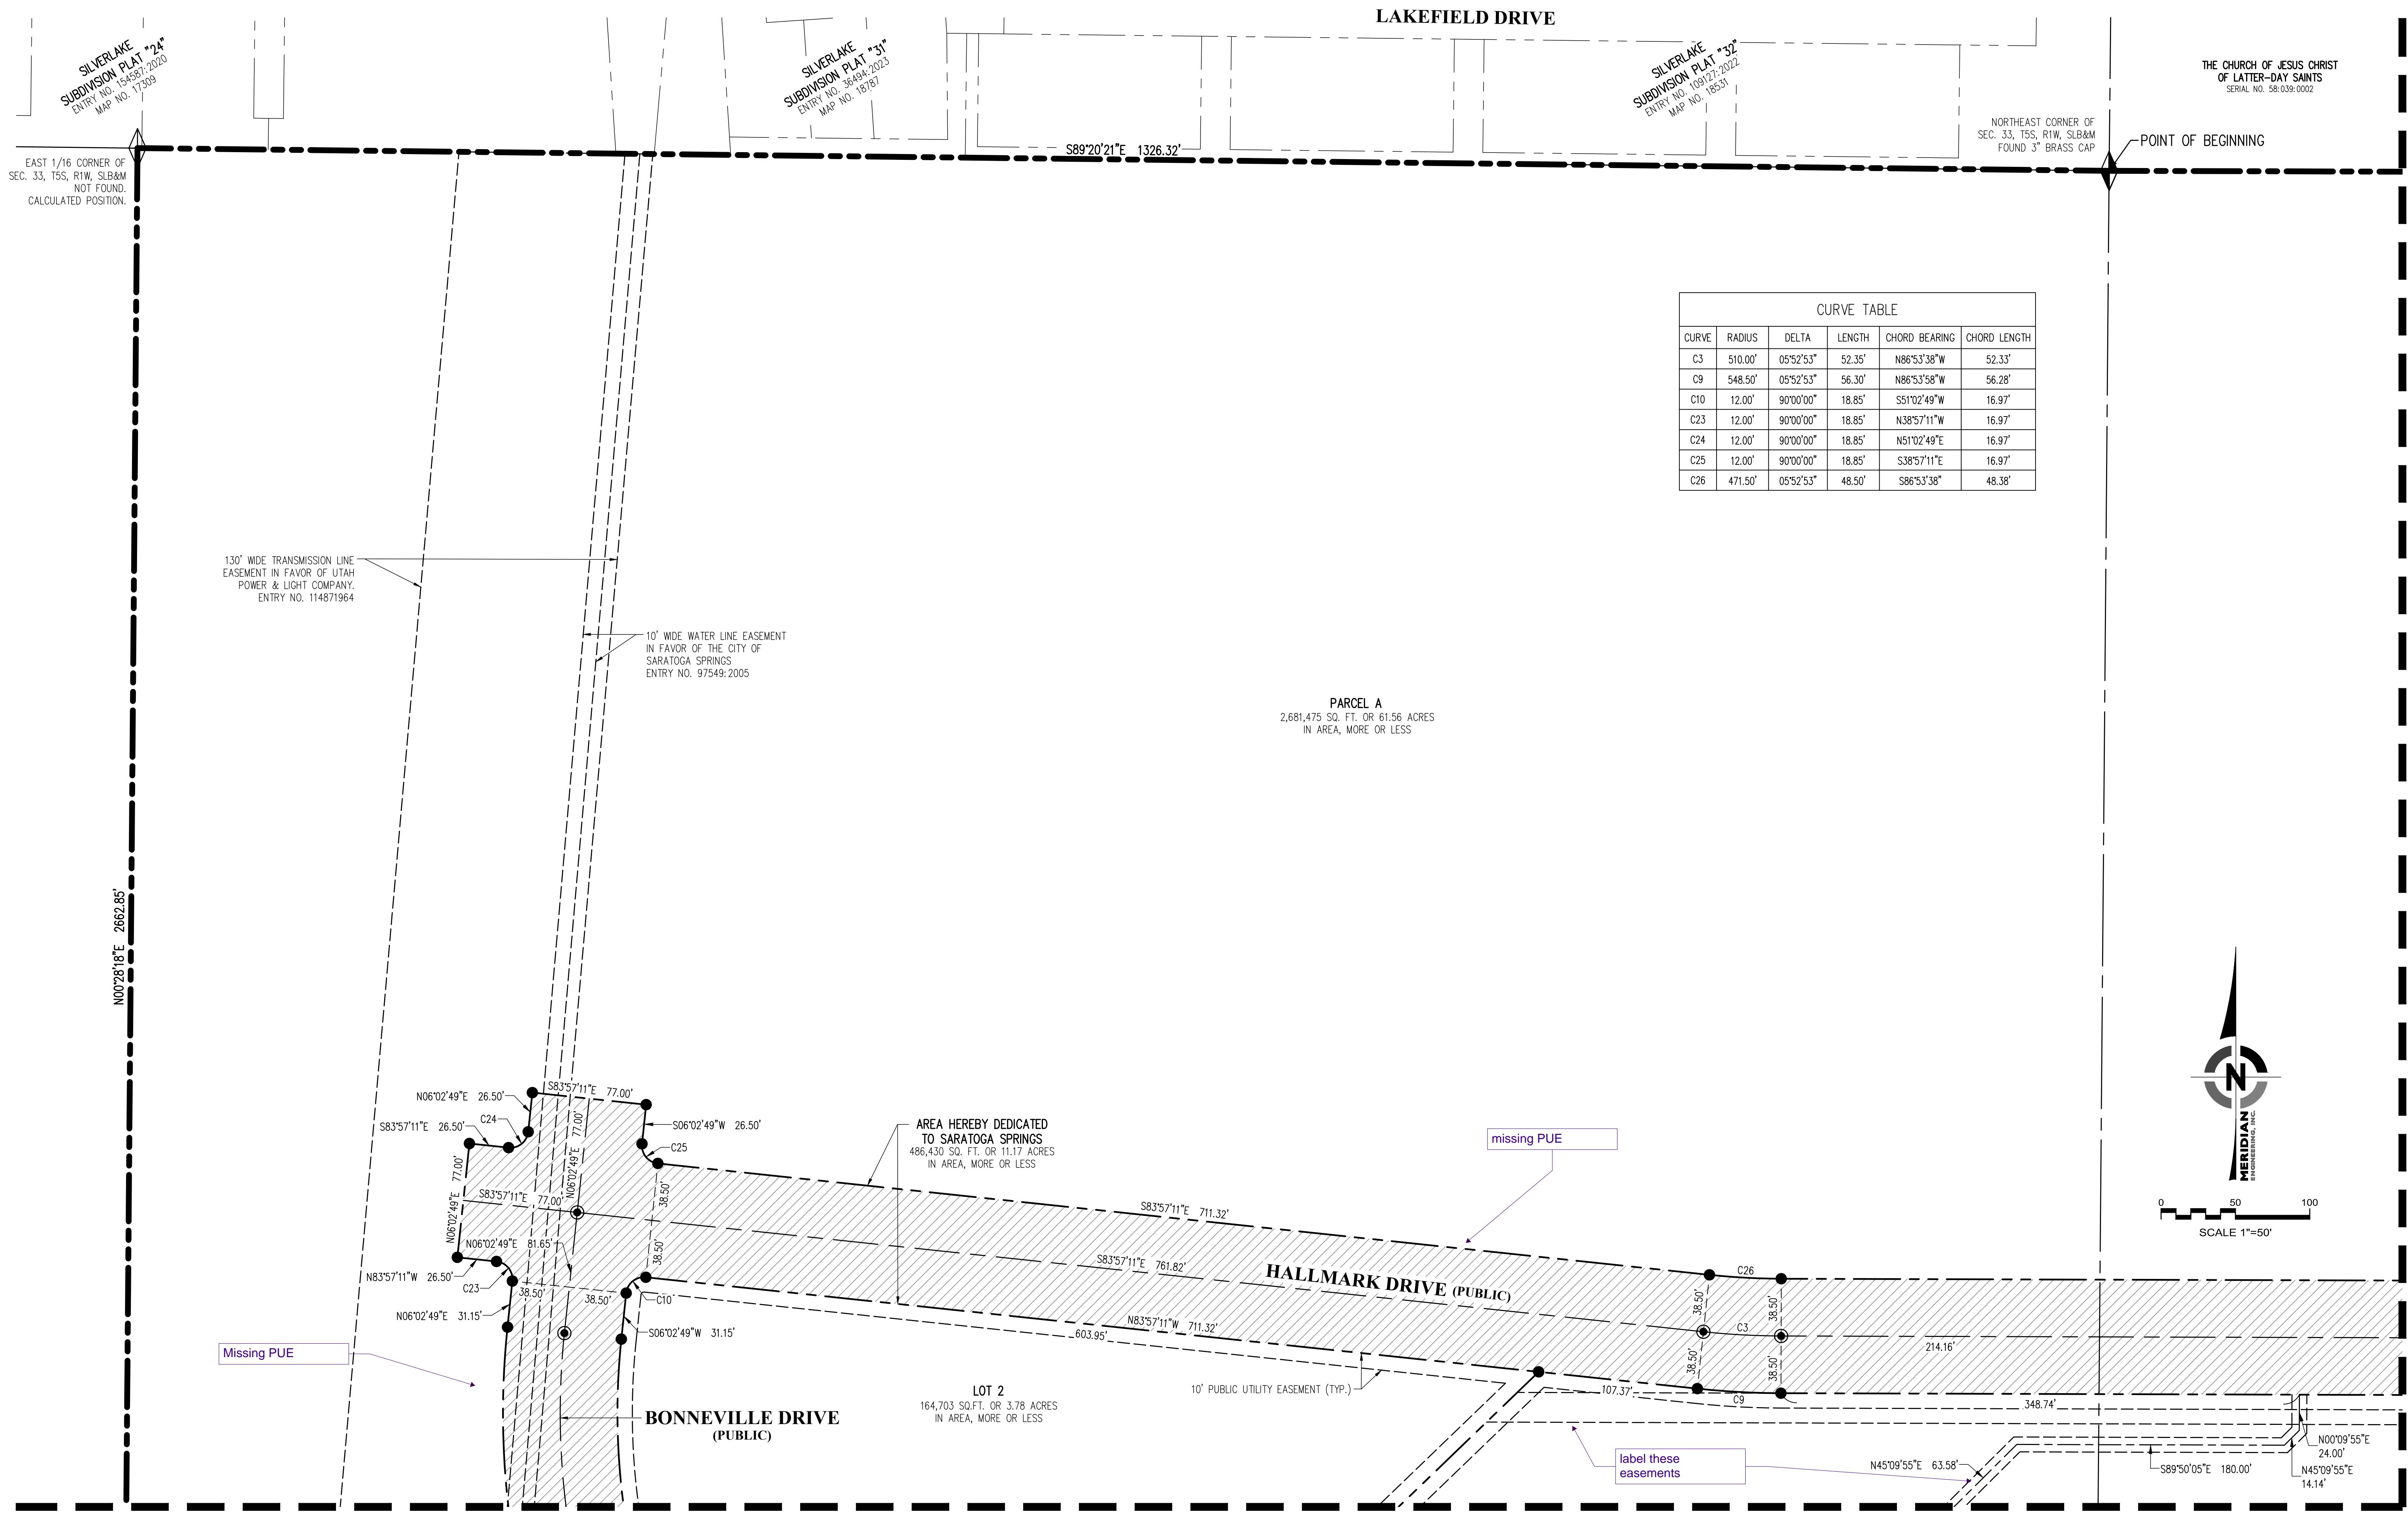 LAKEFIELD DRIVE
SILVERLAKE
SUBDIVISION PLAT "24"
ENTRY NO. 154587:2020
MAP NO. 17309
SILVERLAKE
SUBDIVISION PLAT "31"
ENTRY NO. 36494:2023
MAP NO. 18787
SILVERLAKE
SUBDIVISION PLAT "32"
ENTRY NO. 109127:2022
MAP NO. 18531
THE CHURCH OF JESUS CHRIST
OF LATTER-DAY SAINTS
SERIAL NO. 58:039:0002
EAST 1/16 CORNER OF
SEC. 33, T5S, R1W, SLB&M
NOT FOUND.
CALCULATED POSITION.
S89°20'21"E 1326.32'
NORTHEAST CORNER OF
SEC. 33, T5S, R1W, SLB&M
FOUND 3" BRASS CAP
POINT OF BEGINNING
CURVE TABLE
CURVE RADIUS DELTA LENGTH CHORD BEARING CHORD LENGTH
C3 510.00' 05°52'53" 52.35' N86°53'38"W 52.33'
C9 548.50' 05°52'53" 56.30' N86°53'58"W 56.28'
C10 12.00' 90°00'00" 18.85' S51°02'49"W 16.97'
C23 12.00' 90°00'00" 18.85' N38°57'11"W 16.97'
C24 12.00' 90°00'00" 18.85' N51°02'49"E 16.97'
C25 12.00' 90°00'00" 18.85' S38°57'11"E 16.97'
C26 471.50' 05°52'53" 48.50' S86°53'38" 48.38'
130' WIDE TRANSMISSION LINE
EASEMENT IN FAVOR OF UTAH
POWER & LIGHT COMPANY.
ENTRY NO. 114871964
10' WIDE WATER LINE EASEMENT
IN FAVOR OF THE CITY OF
SARATOGA SPRINGS
ENTRY NO. 97549:2005
PARCEL A
2,681,475 SQ. FT. OR 61.56 ACRES
IN AREA, MORE OR LESS
N00°28'18"E 2662.85'
N
MERIDIAN
ENGINEERING, INC.
0 50 100
SCALE 1"=50'
S83°57'11"E 77.00'
N06°02'49"E 26.50'
C24
S83°57'11"E 26.50'
S06°02'49"W 26.50'
C25
N06°02'49"E 77.00'
N06°02'49"E 77.00'
S83°57'11"E 77.00'
38.50'
38.50'
N06°02'49"E 81.65'
N83°57'11"W 26.50'
C23
38.50'
38.50'
C10
N06°02'49"E 31.15'
S06°02'49"W 31.15'
AREA HEREBY DEDICATED
TO SARATOGA SPRINGS
486,430 SQ. FT. OR 11.17 ACRES
IN AREA, MORE OR LESS
missing PUE
S83°57'11"E 711.32'
S83°57'11"E 761.82'
HALLMARK DRIVE (PUBLIC)
N83°57'11"W 711.32'
603.95'
C26
38.50'
38.50'
C3
38.50'
38.50'
214.16'
107.37'
C9
348.74'
Missing PUE
10' PUBLIC UTILITY EASEMENT (TYP.)
LOT 2
164,703 SQ.FT. OR 3.78 ACRES
IN AREA, MORE OR LESS
BONNEVILLE DRIVE
(PUBLIC)
label these
easements
N45°09'55"E 63.58'
S89°50'05"E 180.00'
N00°09'55"E
24.00'
N45°09'55"E
14.14'